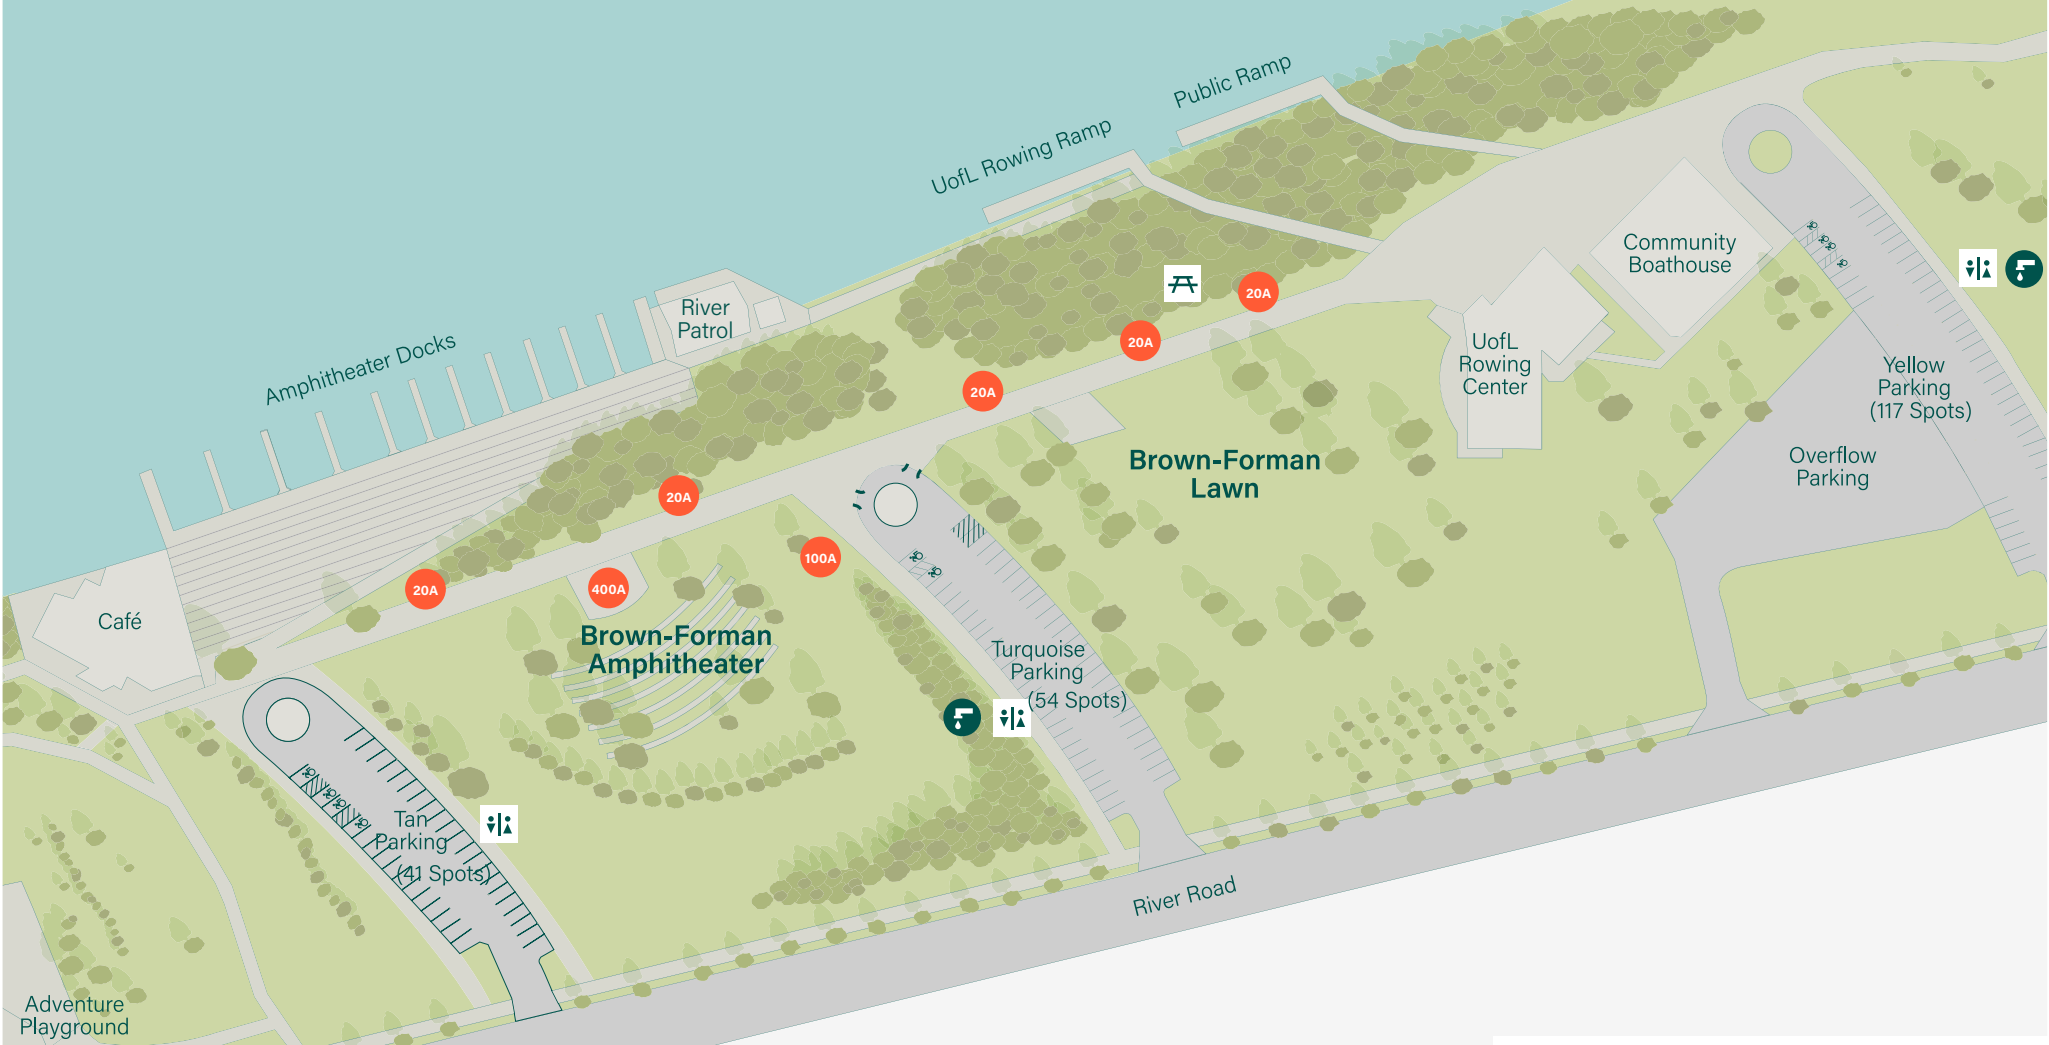 Public Ramp
UofL Rowing Ramp
Community
Boathouse
River
Patrol
20A
20A
20A
UofL
Rowing
Center
Amphitheater Docks
Yellow
Parking
(117 Spots)
Overflow
Parking
Brown-Forman
Lawn
20A
100A
20A
400A
Café
Brown-Forman
Amphitheater
Turquoise
Parking
(54 Spots)
Tan
Parking
(41 Spots)
River Road
Adventure
Playground